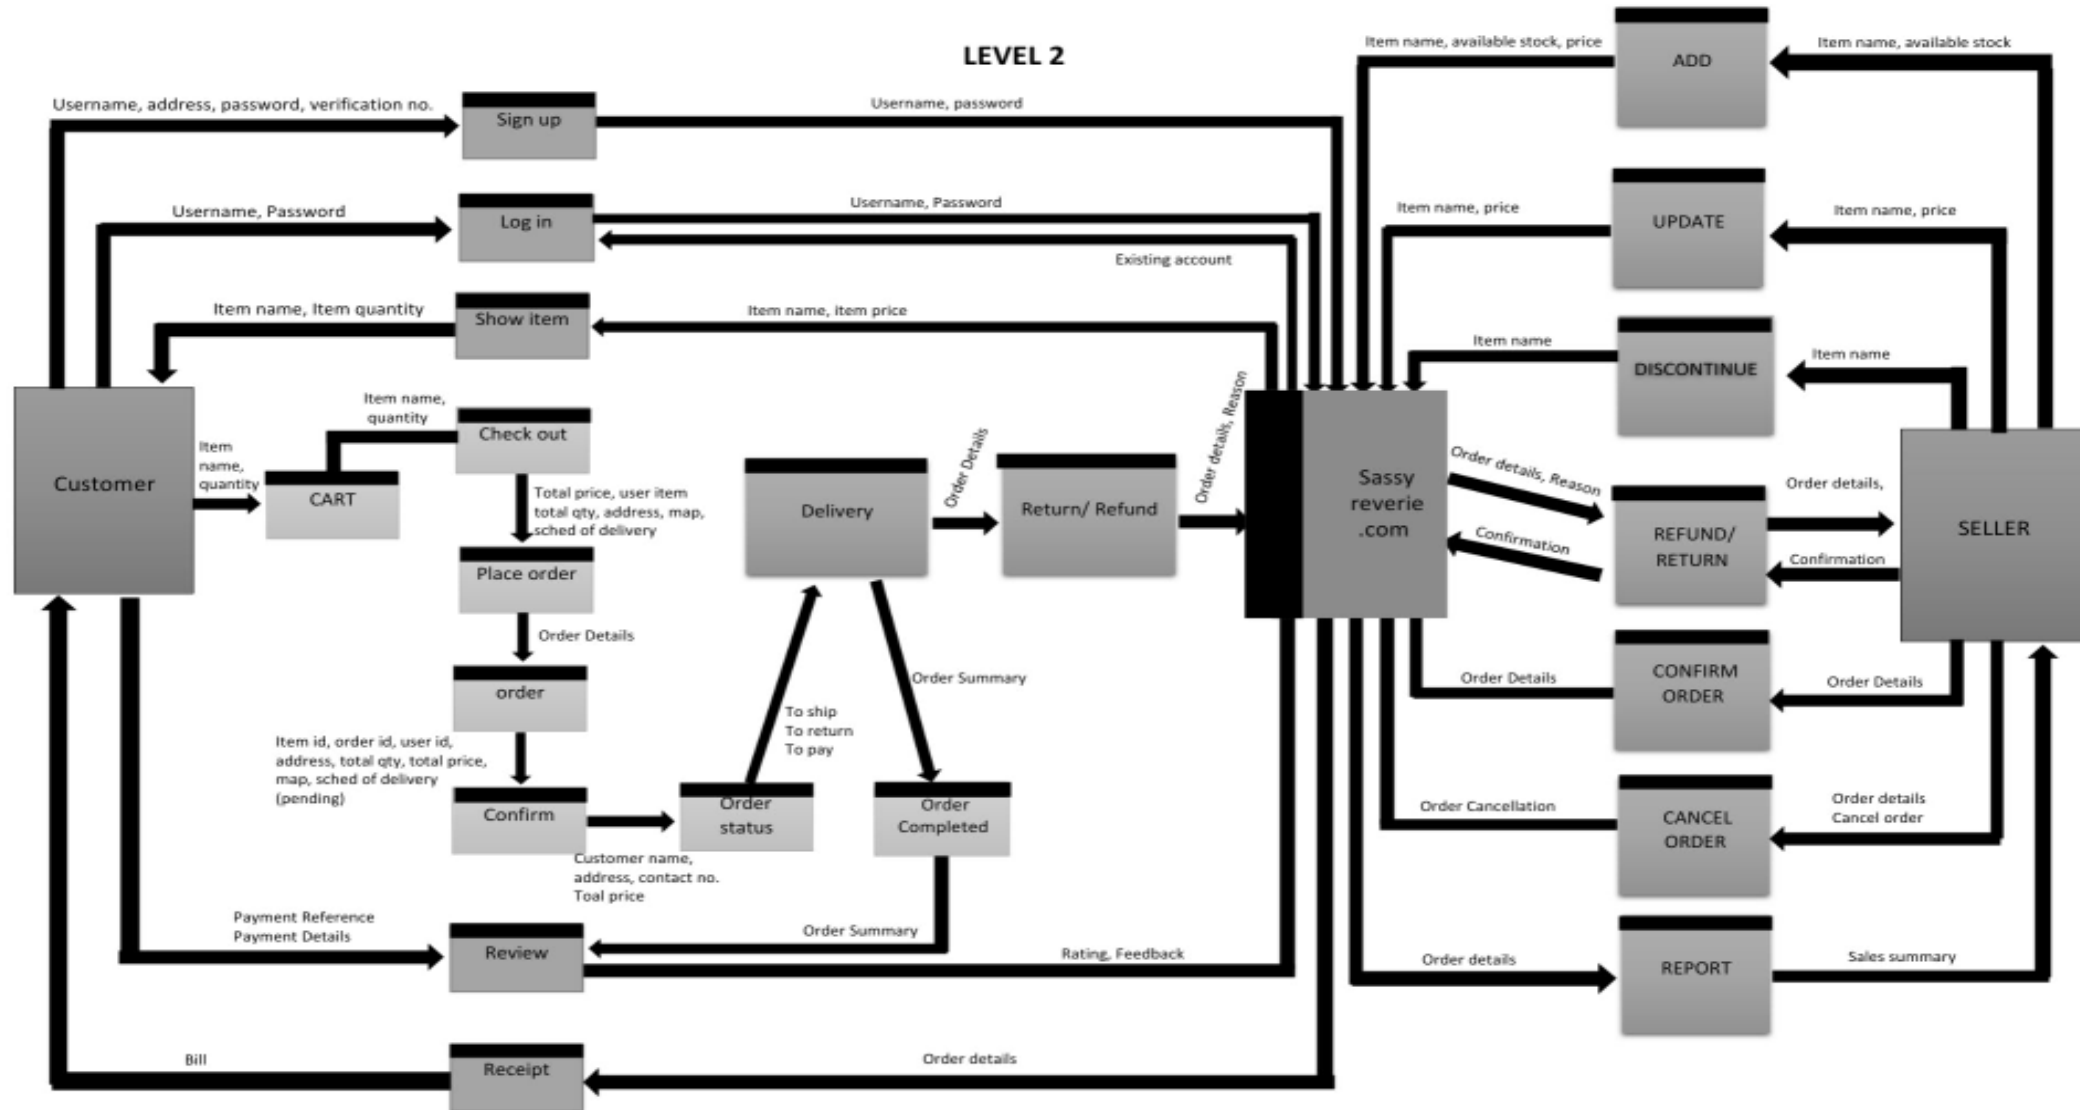 LEVEL 2
Username, address, password, verification no.
Sign up
Username, password
Username, Password
Log in
Username, Password
Existing account
Item name, Item quantity
Show item
Item name, item price
Customer
Item
name,
quantity
CART
Item name,
quantity
Check out
Total price, user item
total qty, address, map,
sched of delivery
Place order
Order Details
order
Item id, order id, user id,
address, total qty, total price,
map, sched of delivery
(pending)
Confirm
Customer name,
address, contact no.
Toal price
Order
status
To ship
To return
To pay
Delivery
Order Summary
Order
Completed
Order Summary
Order Details
Return/ Refund
Order details, Reason
Payment Reference
Payment Details
Review
Rating, Feedback
Bill
Receipt
Order details
Sassy
reverie
.com
Item name, available stock, price
ADD
Item name, available stock
Item name, price
UPDATE
Item name, price
Item name
DISCONTINUE
Item name
Order details, Reason
Confirmation
REFUND/
RETURN
Order details,
Confirmation
SELLER
Order Details
CONFIRM
ORDER
Order Details
Order Cancellation
CANCEL
ORDER
Order details
Cancel order
Order details
REPORT
Sales summary